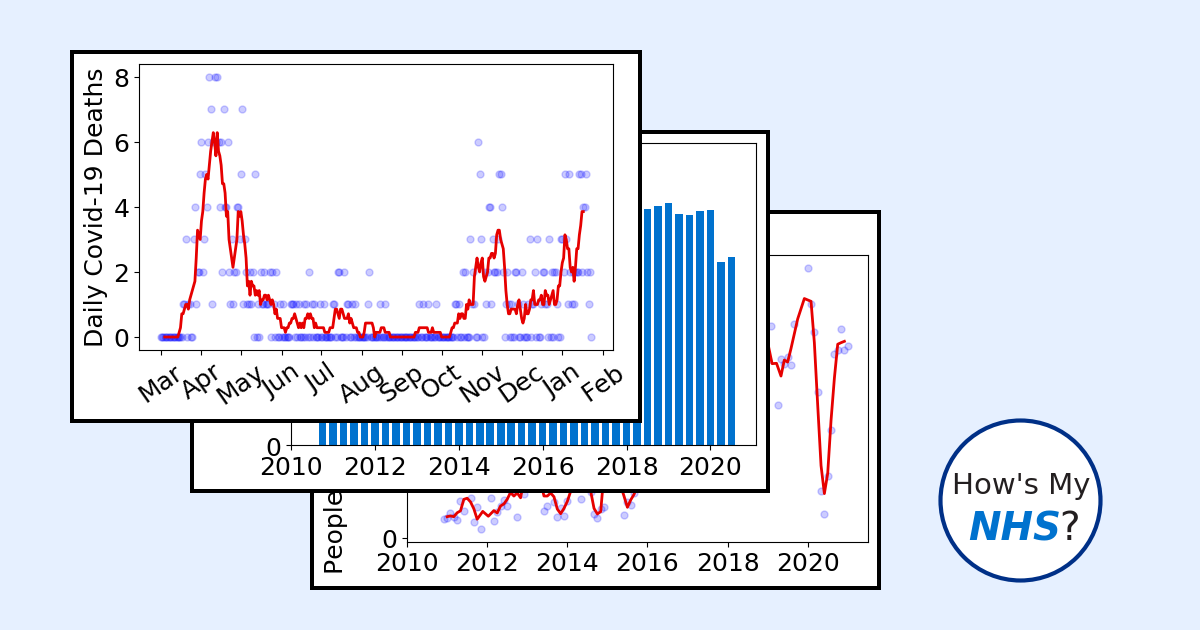 Daily Covid-19 Deaths
8
6
4
2
0
Mar Apr May Jun Jul Aug Sep Oct Nov Dec Jan Feb
0
2010 2012 2014 2016 2018 2020
People
0
2010 2012 2014 2016 2018 2020
How's My
NHS?